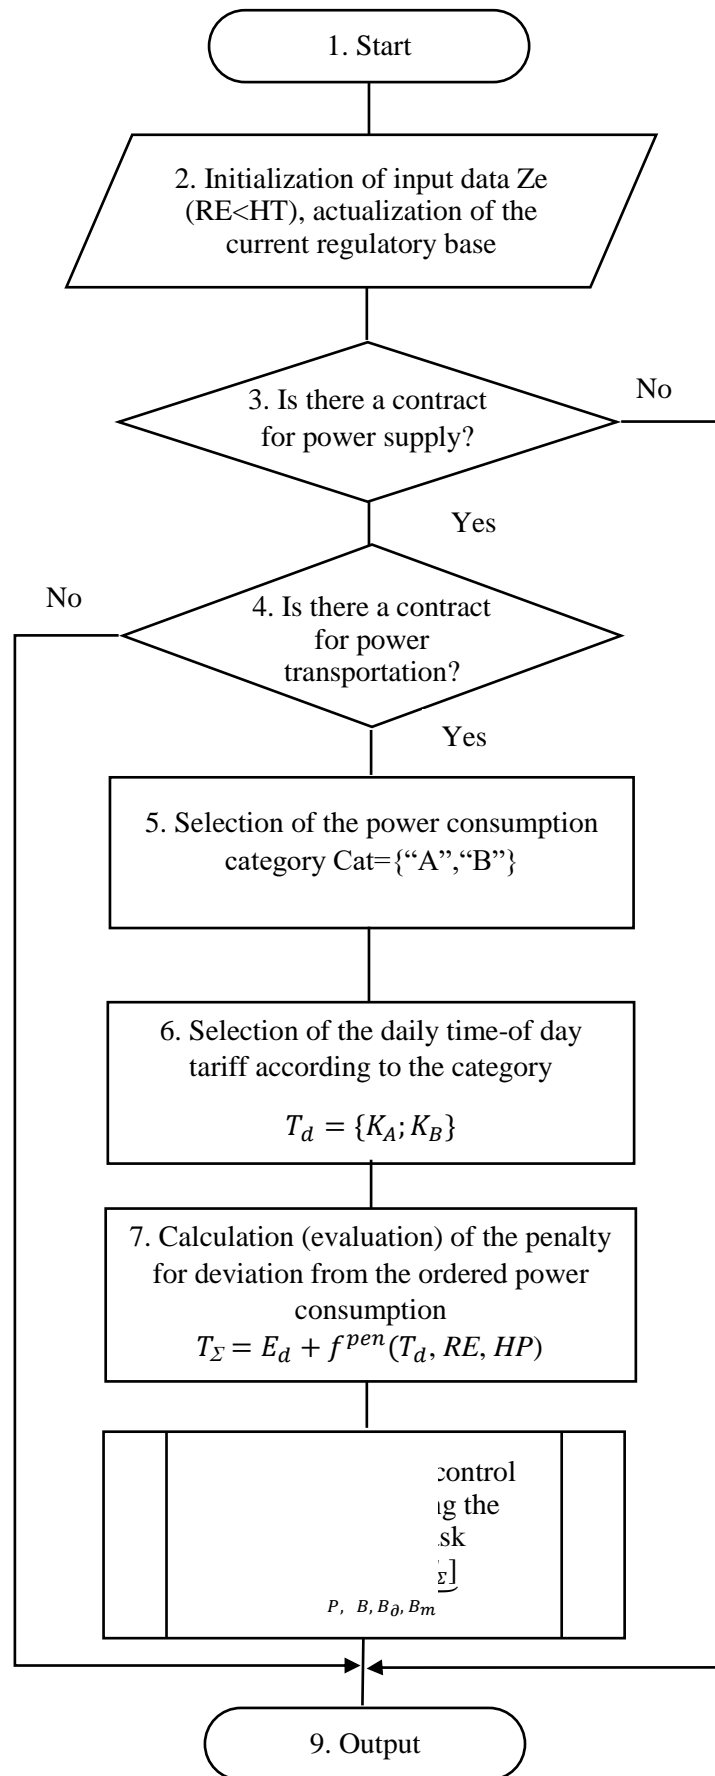 1. Start
2. Initialization of input data Ze
(RE<HT), actualization of the
current regulatory base
3. Is there a contract
for power supply?
No
Yes
4. Is there a contract
for power
transportation?
No
Yes
5. Selection of the power consumption
category Cat={“A”,“B”}
6. Selection of the daily time-of day
tariff according to the category
T_d = {K_A; K_B}
7. Calculation (evaluation) of the penalty
for deviation from the ordered power
consumption
T_Σ = E_d + f^{pen}(T_d, RE, HP)
control
the
Σ]
P, B, B_∂, B_m
9. Output